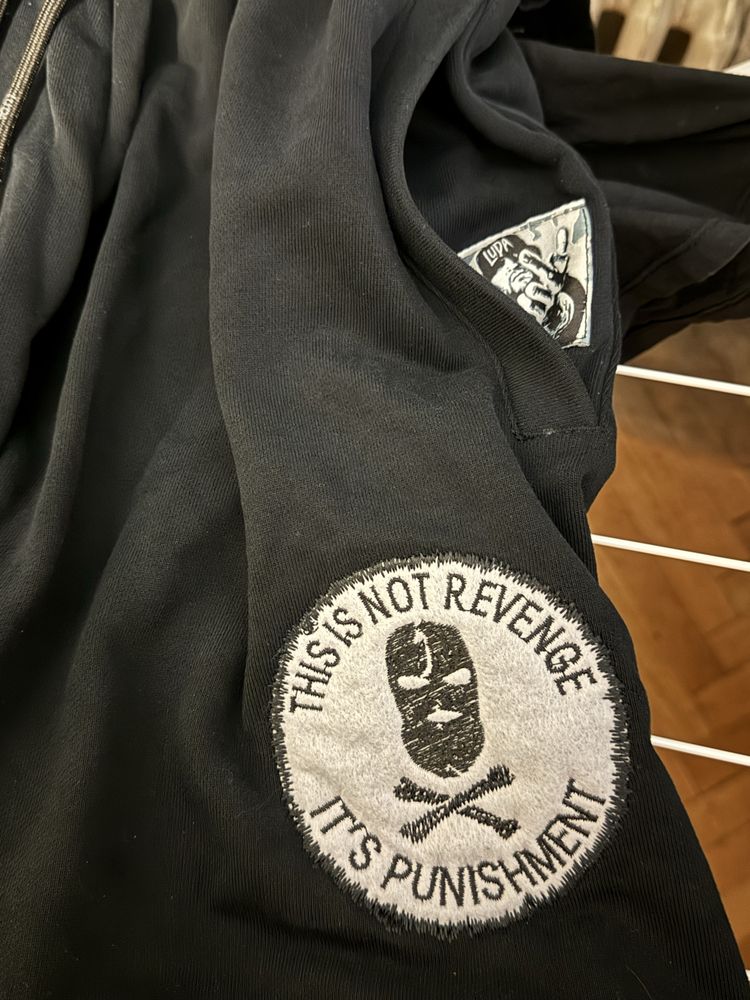 LUDA
THIS IS NOT REVENGE
IT'S PUNISHMENT